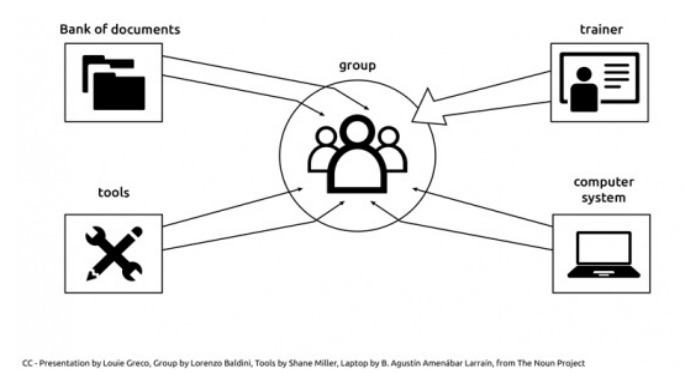 Bank of documents
trainer
group
tools
computer
system
CC - Presentation by Louie Greco, Group by Lorenzo Baldini, Tools by Shane Miller, Laptop by B. Agustín Amenábar Larraín, from The Noun Project